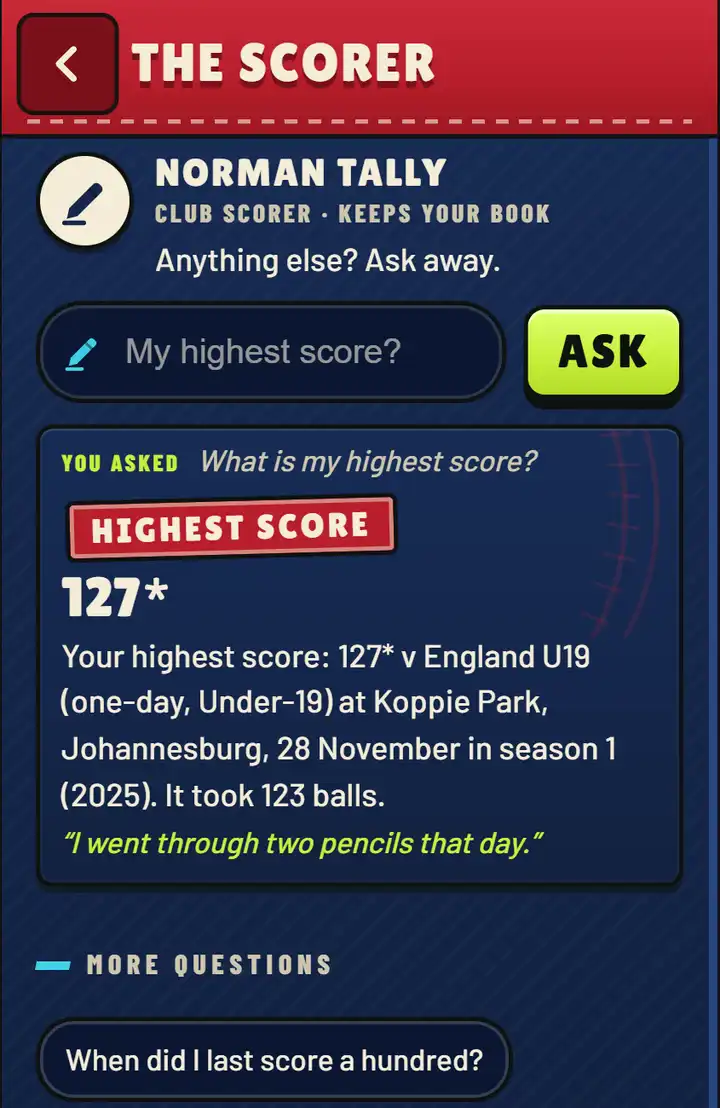 THE SCORER
NORMAN TALLY
CLUB SCORER · KEEPS YOUR BOOK
Anything else? Ask away.
My highest score?
ASK
YOU ASKED What is my highest score?
HIGHEST SCORE
127*
Your highest score: 127* v England U19
(one-day, Under-19) at Koppie Park,
Johannesburg, 28 November in season 1
(2025). It took 123 balls.
“I went through two pencils that day.”
MORE QUESTIONS
When did I last score a hundred?